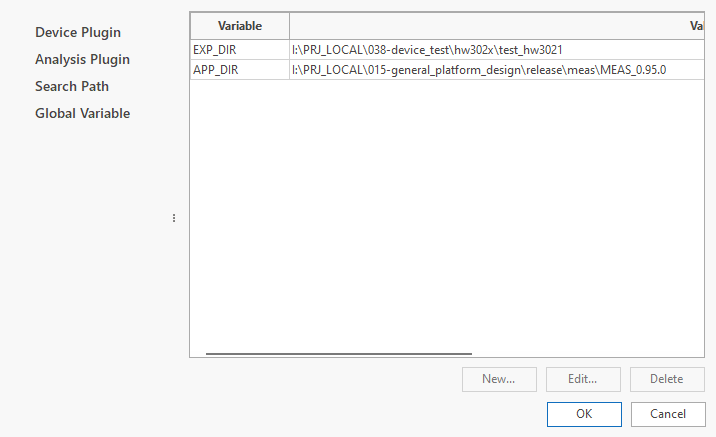 Device Plugin
Analysis Plugin
Search Path
Global Variable
Variable Val
EXP_DIR I:\PRJ_LOCAL\038-device_test\hw302x\test_hw3021
APP_DIR I:\PRJ_LOCAL\015-general_platform_design\release\meas\MEAS_0.95.0
New... Edit... Delete
OK Cancel